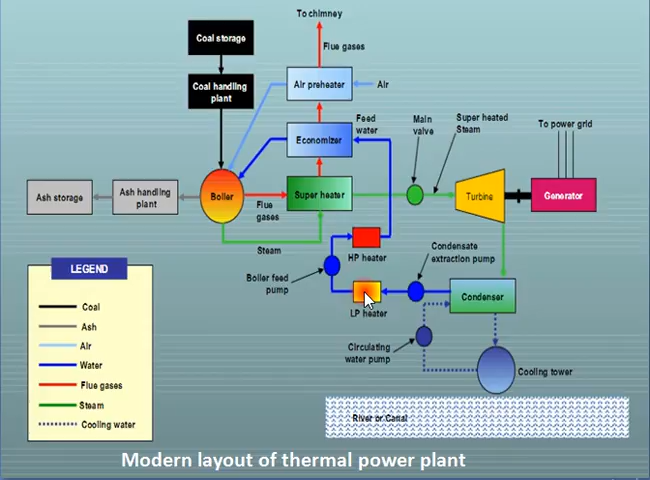 To chimney
Coal storage
Flue gases
Coal handling
plant
Air preheater
Air
Feed
water
Main
valve
Super heated
Steam
To power grid
Economizer
Ash storage
Ash handling
plant
Boiler
Flue
gases
Super heater
Turbine
Generator
Steam
HP heater
Condensate
extraction pump
LEGEND
Boiler feed
pump
LP heater
Condenser
Coal
Ash
Air
Water
Flue gases
Steam
Cooling water
Circulating
water pump
Cooling tower
River or Canal
Modern layout of thermal power plant